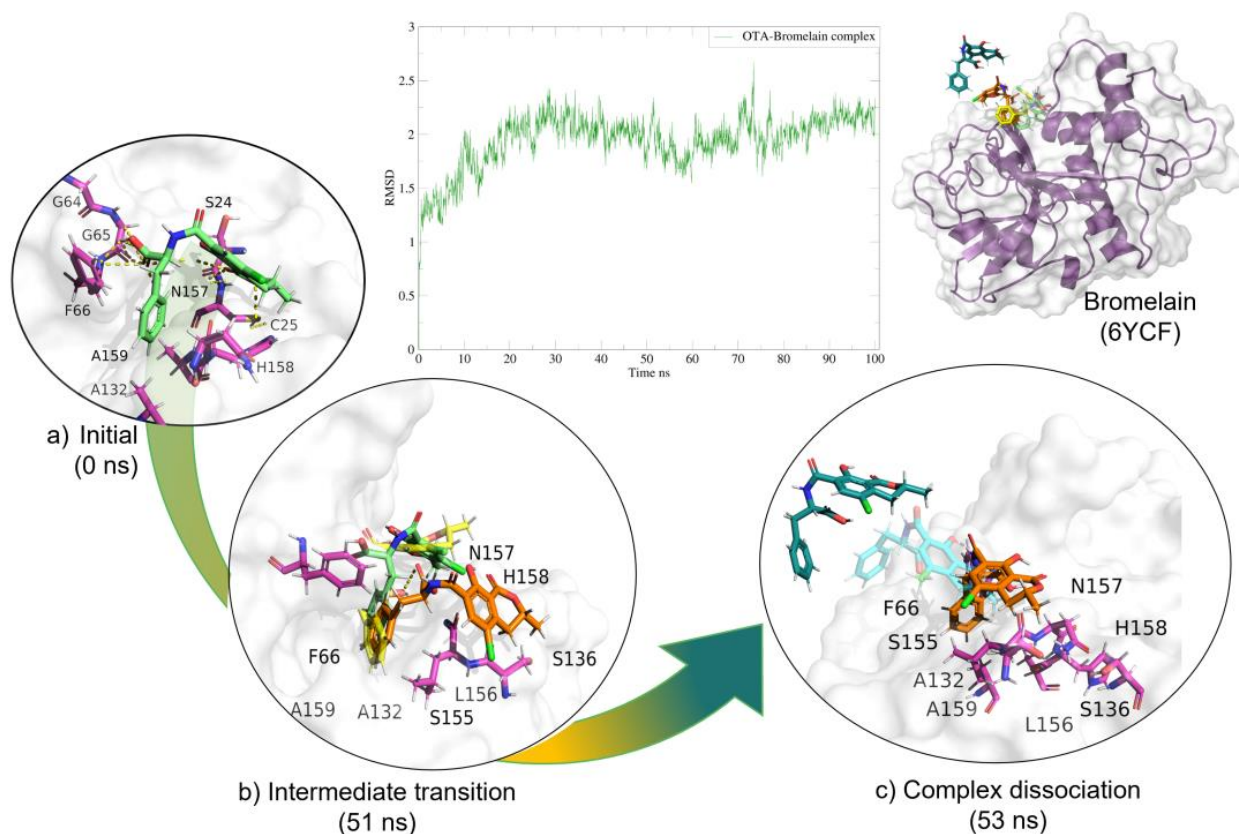 3
2.5
2
1.5
1
0.5
0
RMSD
OTA-Bromelain complex
0 10 20 30 40 50 60 70 80 90 100
Time ns
Bromelain
(6YCF)
G64
S24
G65
N157
F66
C25
A159
H158
A132
a) Initial
(0 ns)
N157
H158
F66
S136
L156
A159
A132
S155
b) Intermediate transition
(51 ns)
N157
F66
H158
S155
A132
A159
S136
L156
c) Complex dissociation
(53 ns)